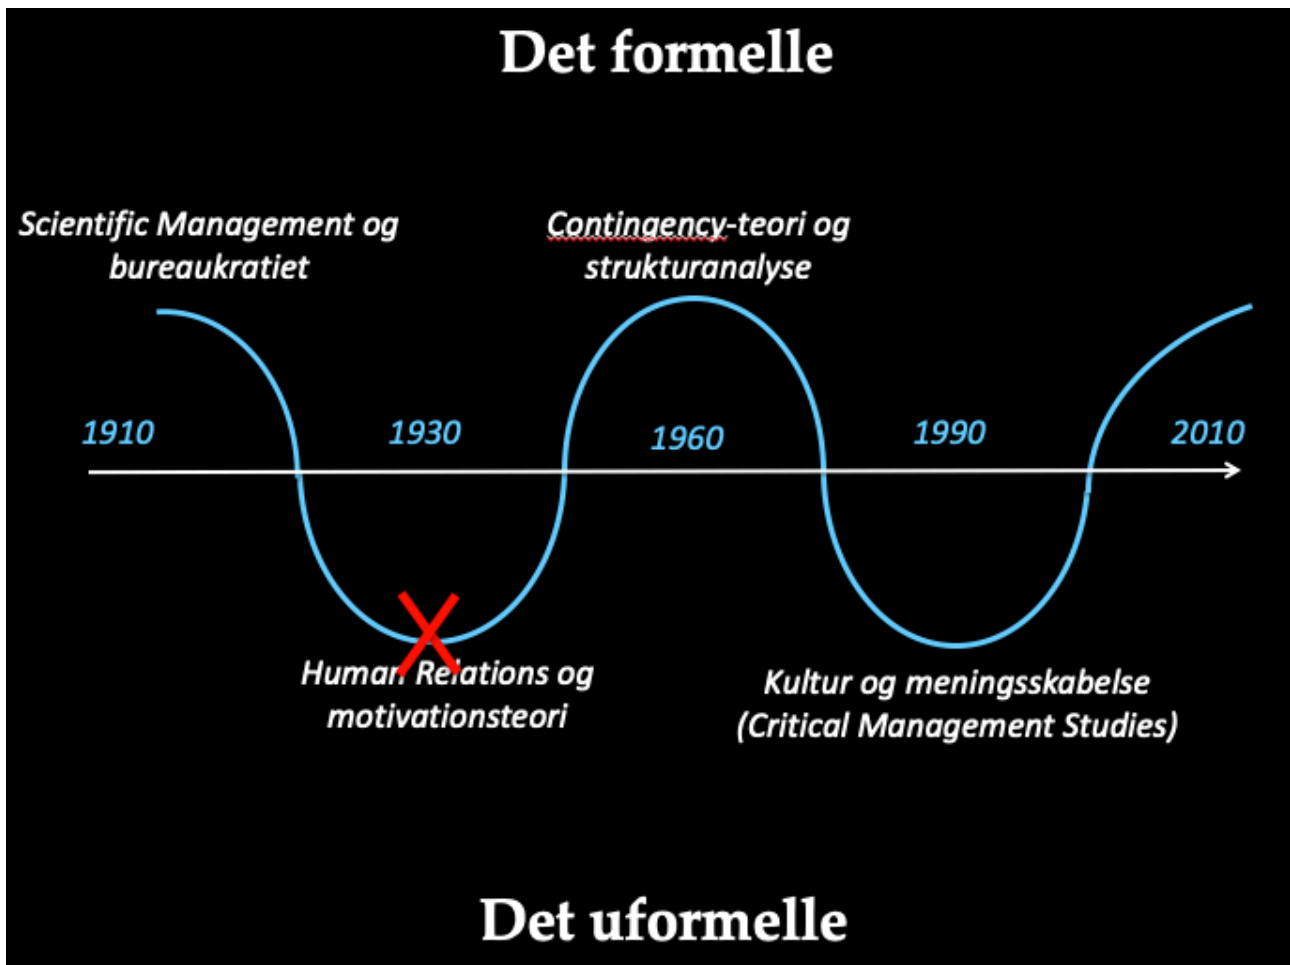 Det formelle
Scientific Management og
bureaukratiet
Contingency-teori og
strukturanalyse
1910
1930
1960
1990
2010
Human Relations og
motivationsteori
Kultur og meningsskabelse
(Critical Management Studies)
Det uformelle